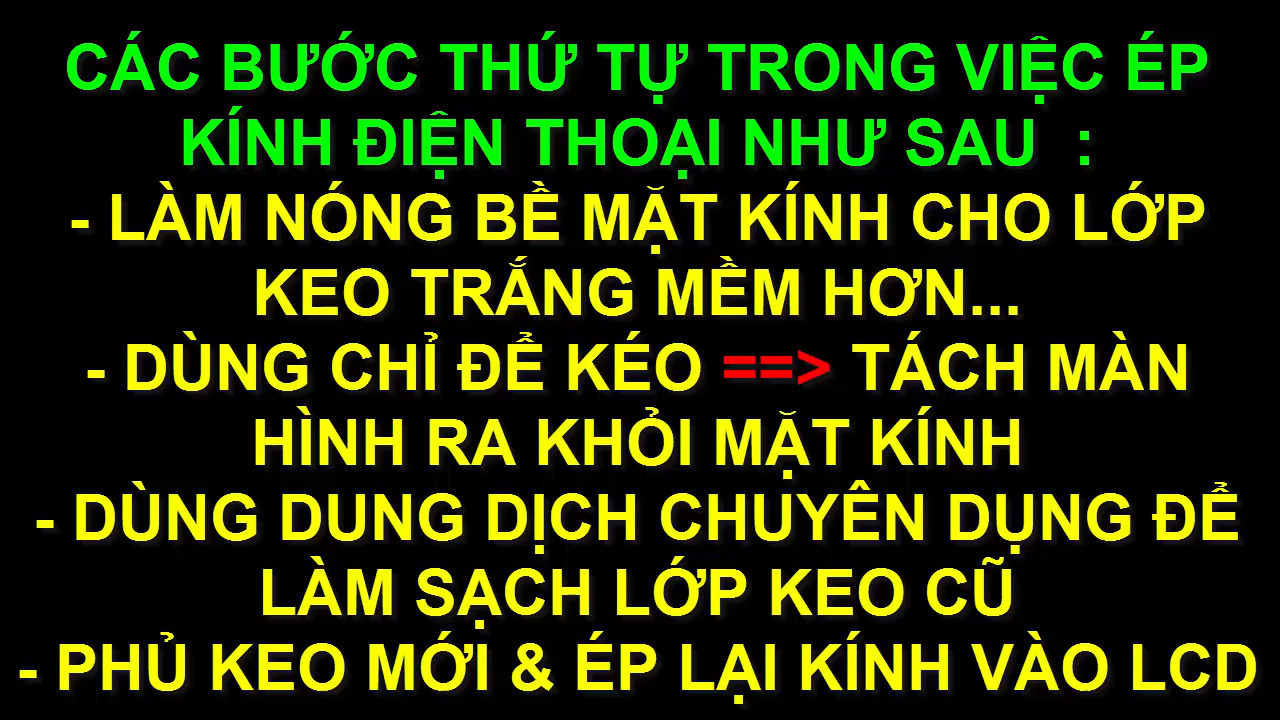 CÁC BƯỚC THỨ TỰ TRONG VIỆC ÉP
KÍNH ĐIỆN THOẠI NHƯ SAU :
- LÀM NÓNG BỀ MẶT KÍNH CHO LỚP
KEO TRẮNG MỀM HƠN...
- DÙNG CHỈ ĐỂ KÉO ==> TÁCH MÀN
HÌNH RA KHỎI MẶT KÍNH
- DÙNG DUNG DỊCH CHUYÊN DỤNG ĐỂ
LÀM SẠCH LỚP KEO CŨ
- PHỦ KEO MỚI & ÉP LẠI KÍNH VÀO LCD